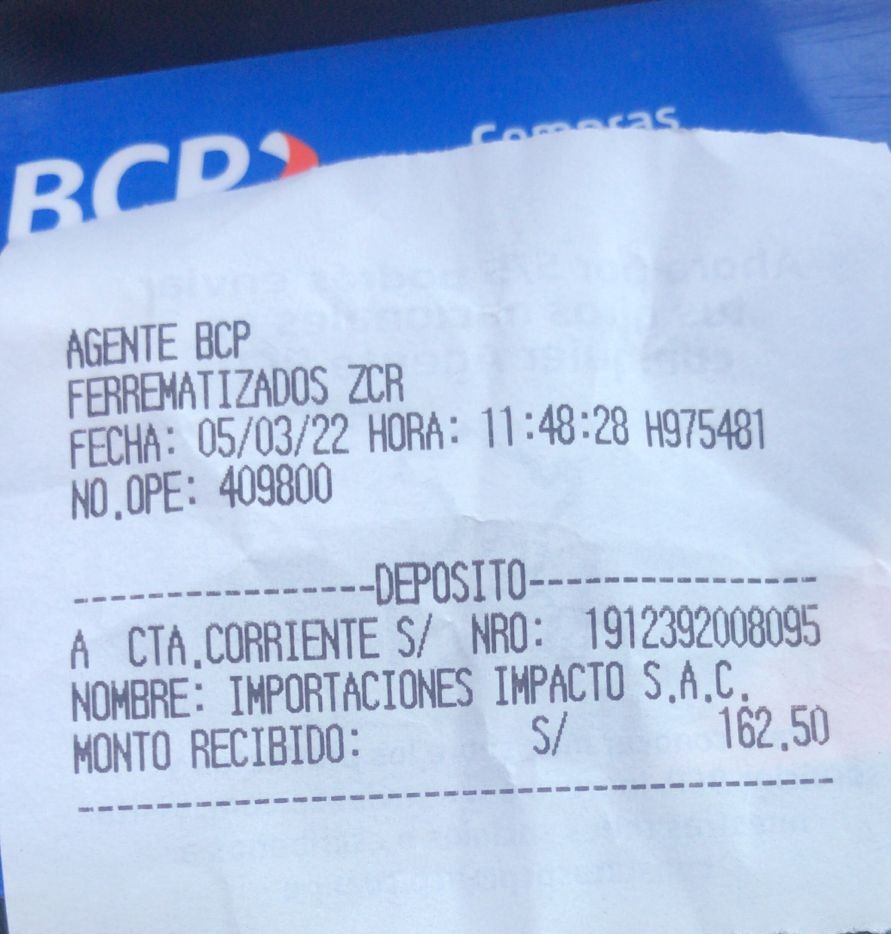 BCP
Compras
AGENTE BCP
FERREMATIZADOS ZCR
FECHA: 05/03/22 HORA: 11:48:28 H975481
NO.OPE: 409800
----------------DEPOSITO----------------
A CTA.CORRIENTE S/ NRO: 1912392008095
NOMBRE: IMPORTACIONES IMPACTO S.A.C.
MONTO RECIBIDO: S/ 162.50